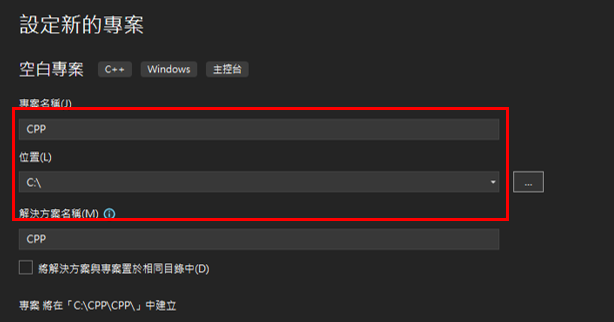 設定新的專案
空白專案 C++ Windows 主控台
專案名稱(J)
CPP
位置(L)
C:\
...
解決方案名稱(M)
CPP
將解決方案與專案置於相同目錄中(D)
專案 將在「C:\CPP\CPP\」中建立